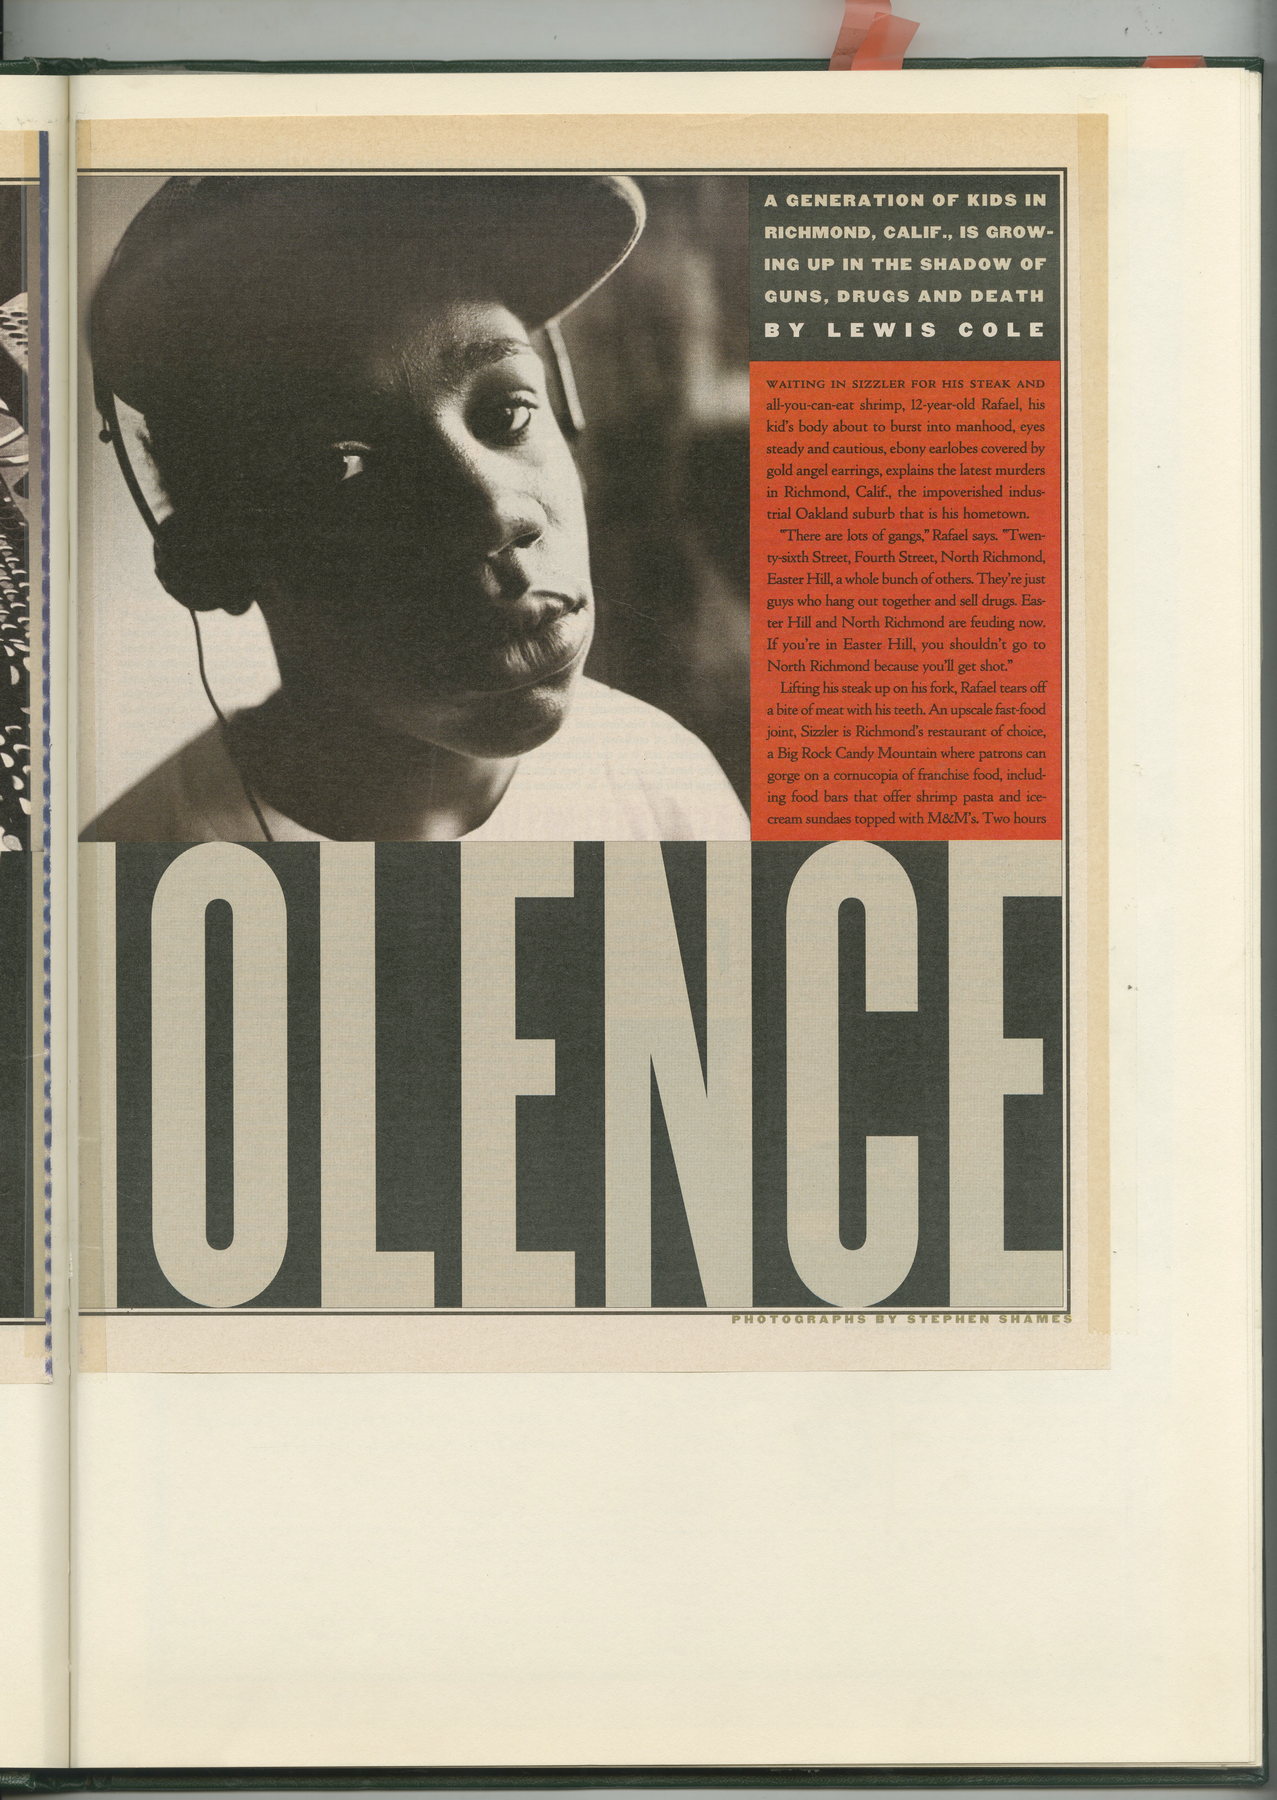 A GENERATION OF KIDS IN
RICHMOND, CALIF., IS GROW-
ING UP IN THE SHADOW OF
GUNS, DRUGS AND DEATH
BY LEWIS COLE
WAITING IN SIZZLER FOR HIS STEAK AND
all-you-can-eat shrimp, 12-year-old Rafael, his
kid's body about to burst into manhood, eyes
steady and cautious, ebony earlobes covered by
gold angel earrings, explains the latest murders
in Richmond, Calif., the impoverished indus-
trial Oakland suburb that is his hometown.
"There are lots of gangs," Rafael says. "Twen-
ty-sixth Street, Fourth Street, North Richmond,
Easter Hill, a whole bunch of others. They're just
guys who hang out together and sell drugs. Eas-
ter Hill and North Richmond are feuding now.
If you're in Easter Hill, you shouldn't go to
North Richmond because you'll get shot."
Lifting his steak up on his fork, Rafael tears off
a bite of meat with his teeth. An upscale fast-food
joint, Sizzler is Richmond's restaurant of choice,
a Big Rock Candy Mountain where patrons can
gorge on a cornucopia of franchise food, includ-
ing food bars that offer shrimp pasta and ice-
cream sundaes topped with M&M's. Two hours
IOLENCE
PHOTOGRAPHS BY STEPHEN SHAMES